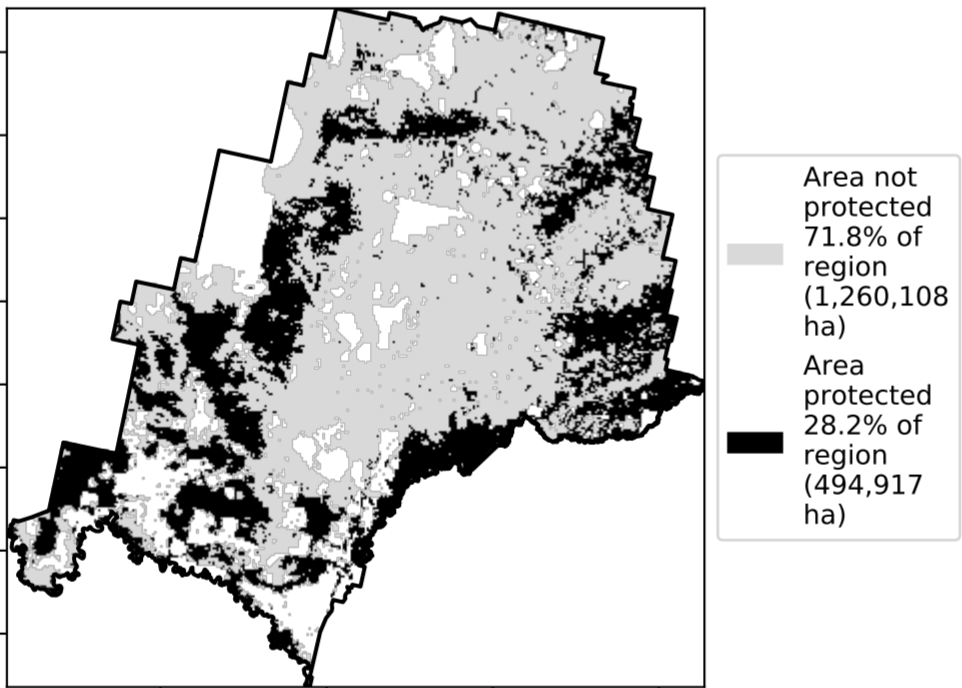 Area not
protected
71.8% of
region
(1,260,108
ha)
Area
protected
28.2% of
region
(494,917
ha)